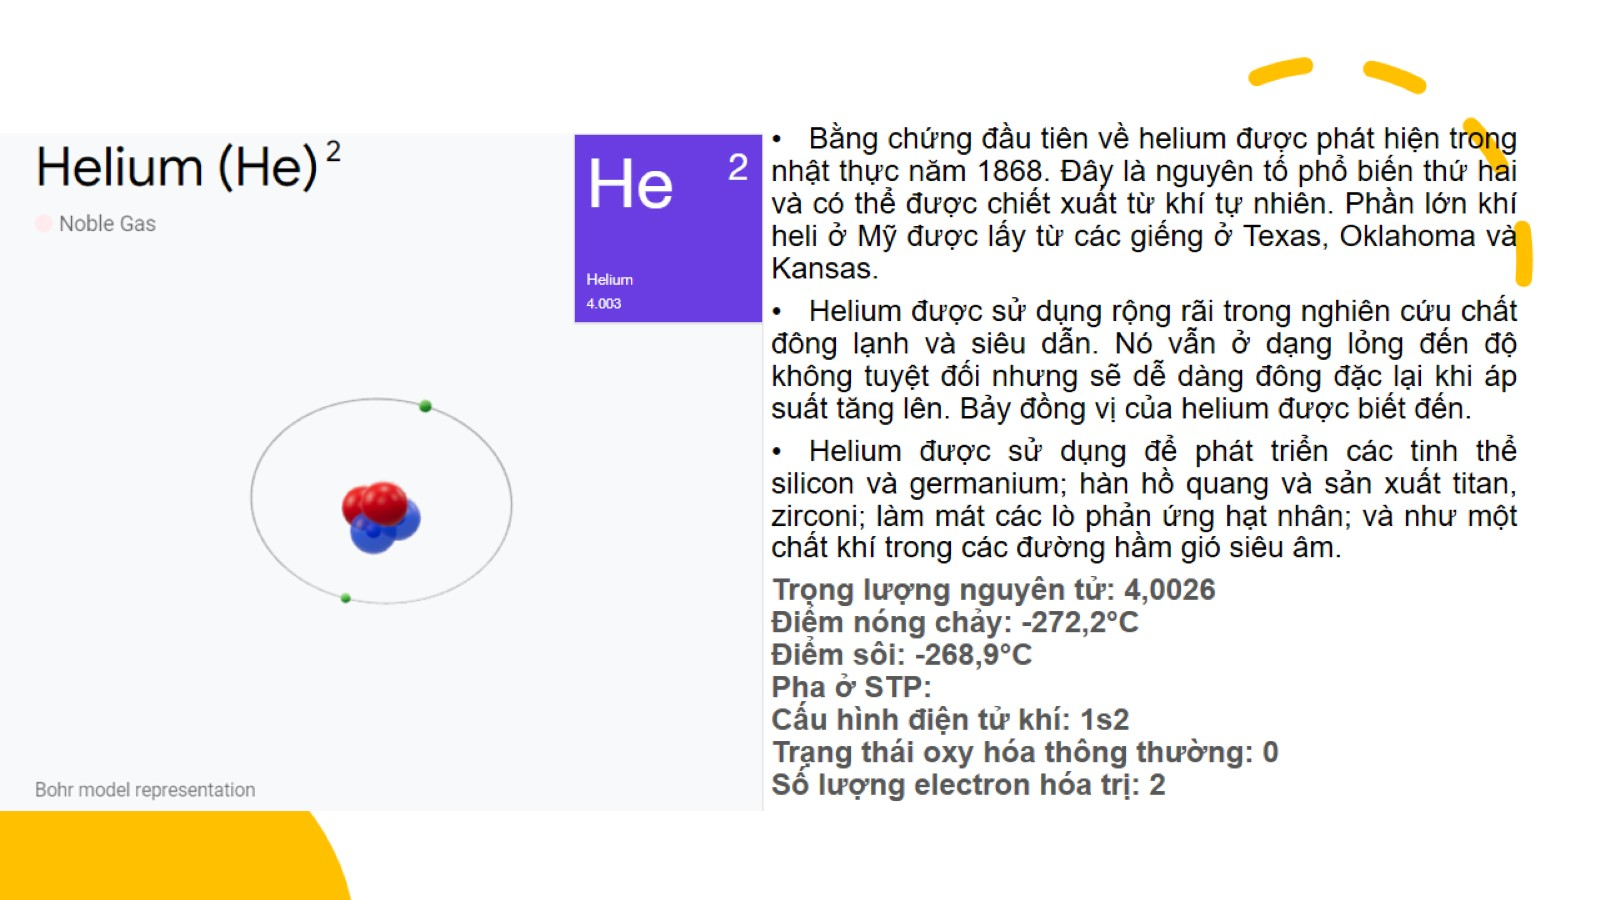 Helium (He) 2
Noble Gas
He 2
Helium
4.003
Bohr model representation
• Bằng chứng đầu tiên về helium được phát hiện trong
nhật thực năm 1868. Đây là nguyên tố phổ biến thứ hai
và có thể được chiết xuất từ khí tự nhiên. Phần lớn khí
heli ở Mỹ được lấy từ các giếng ở Texas, Oklahoma và
Kansas.
• Helium được sử dụng rộng rãi trong nghiên cứu chất
đông lạnh và siêu dẫn. Nó vẫn ở dạng lỏng đến độ
không tuyệt đối nhưng sẽ dễ dàng đông đặc lại khi áp
suất tăng lên. Bảy đồng vị của helium được biết đến.
• Helium được sử dụng để phát triển các tinh thể
silicon và germanium; hàn hồ quang và sản xuất titan,
zirconi; làm mát các lò phản ứng hạt nhân; và như một
chất khí trong các đường hầm gió siêu âm.
Trọng lượng nguyên tử: 4,0026
Điểm nóng chảy: -272,2°C
Điểm sôi: -268,9°C
Pha ở STP:
Cấu hình điện tử khí: 1s2
Trạng thái oxy hóa thông thường: 0
Số lượng electron hóa trị: 2